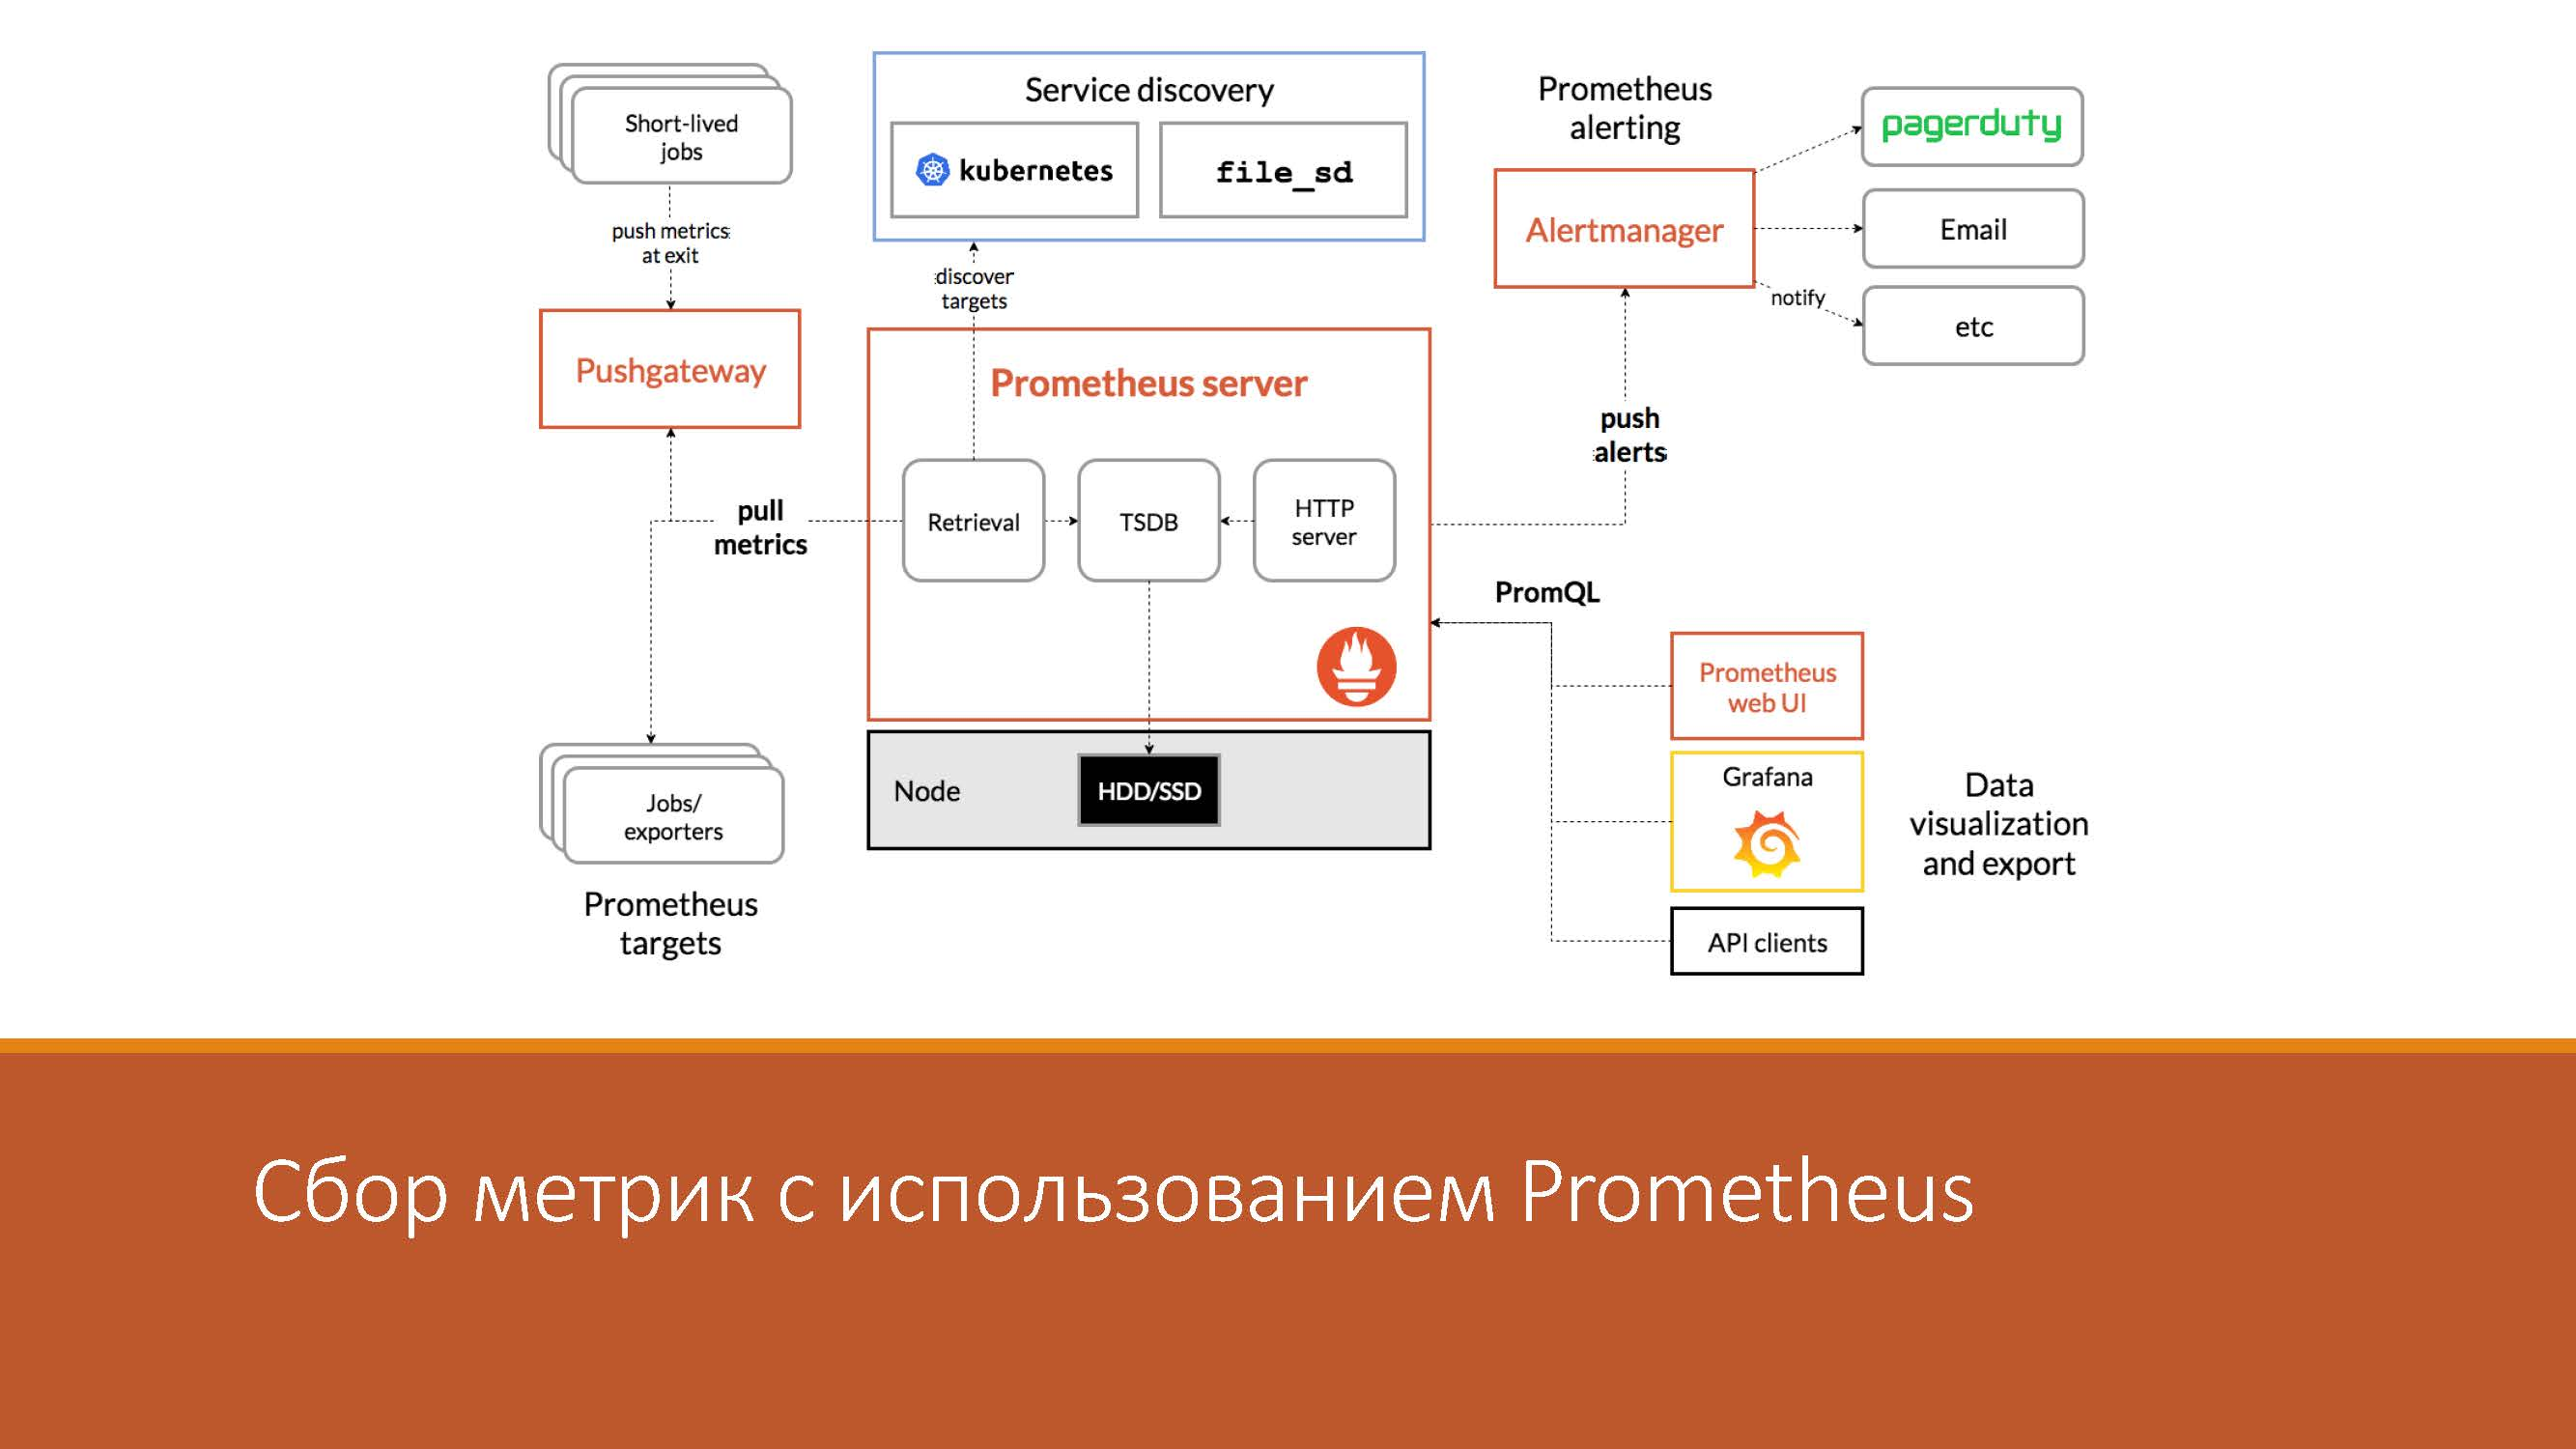 Short-lived
jobs
push metrics
at exit
Pushgateway
pull
metrics
Jobs/
exporters
Prometheus
targets
Service discovery
kubernetes
file_sd
discover
targets
Prometheus server
Retrieval
TSDB
HTTP
server
Node
HDD/SSD
Prometheus
alerting
Alertmanager
pagerduty
Email
notify
etc
push
alerts
PromQL
Prometheus
web UI
Grafana
API clients
Data
visualization
and export
Сбор метрик с использованием Prometheus